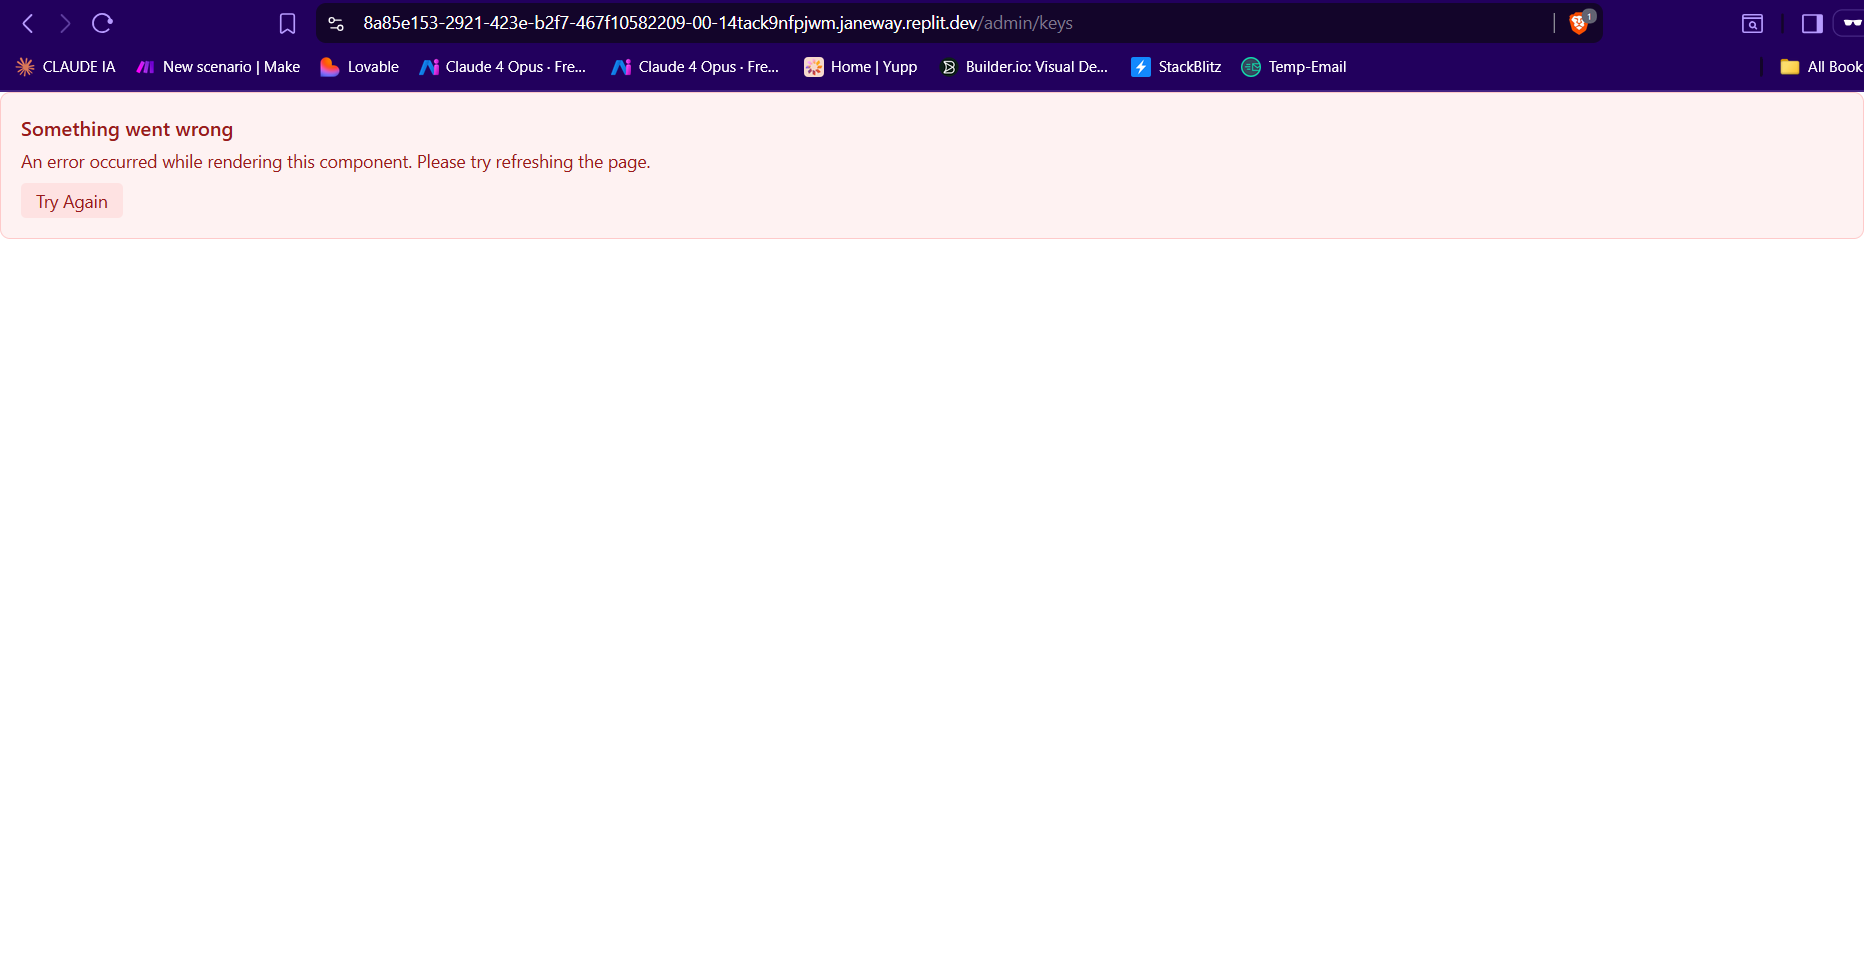 8a85e153-2921-423e-b2f7-467f10582209-00-14tack9nfpjwm.janeway.replit.dev/admin/keys
1
CLAUDE IA
New scenario | Make
Lovable
Claude 4 Opus · Fre...
Claude 4 Opus · Fre...
Home | Yupp
Builder.io: Visual De...
StackBlitz
Temp-Email
All Book
Something went wrong
An error occurred while rendering this component. Please try refreshing the page.
Try Again